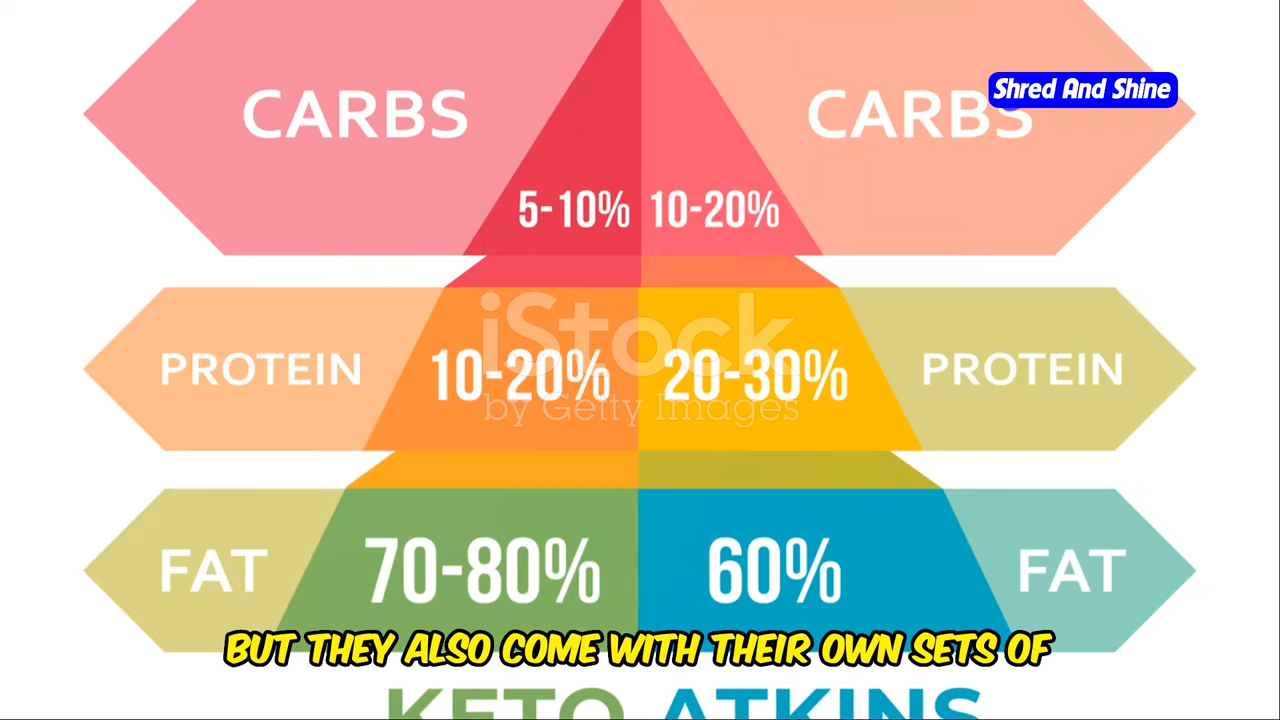 Shred And Shine
CARBS CARBS
5-10% 10-20%
iStock
PROTEIN 10-20% 20-30% PROTEIN
by Getty Images
FAT 70-80% 60% FAT
BUT THEY ALSO COME WITH THEIR OWN SETS OF
KETO ATKINS